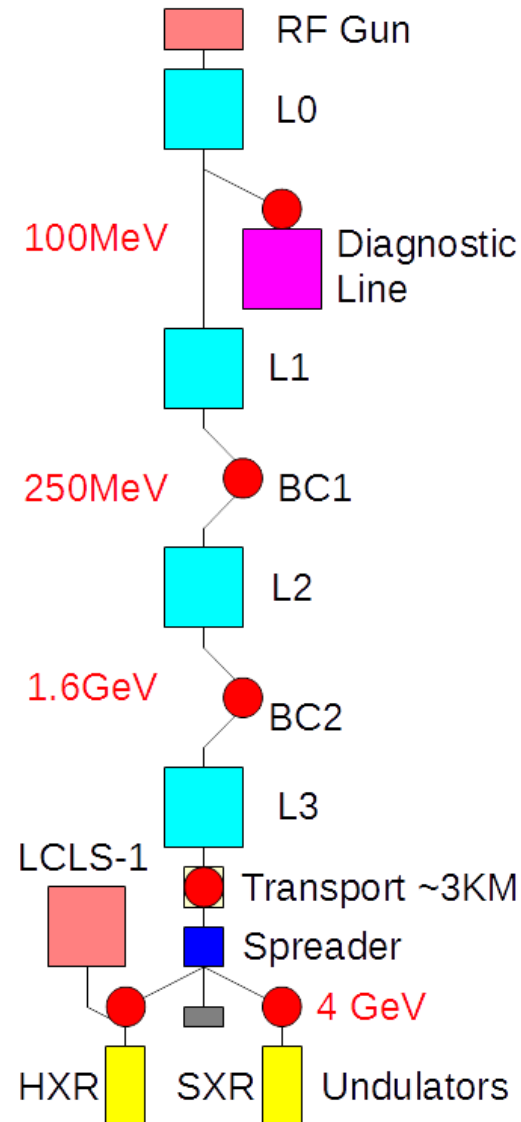 RF Gun
L0
100MeV
Diagnostic
Line
L1
250MeV
BC1
L2
1.6GeV
BC2
L3
LCLS-1
Transport ~3KM
Spreader
4 GeV
HXR
SXR
Undulators